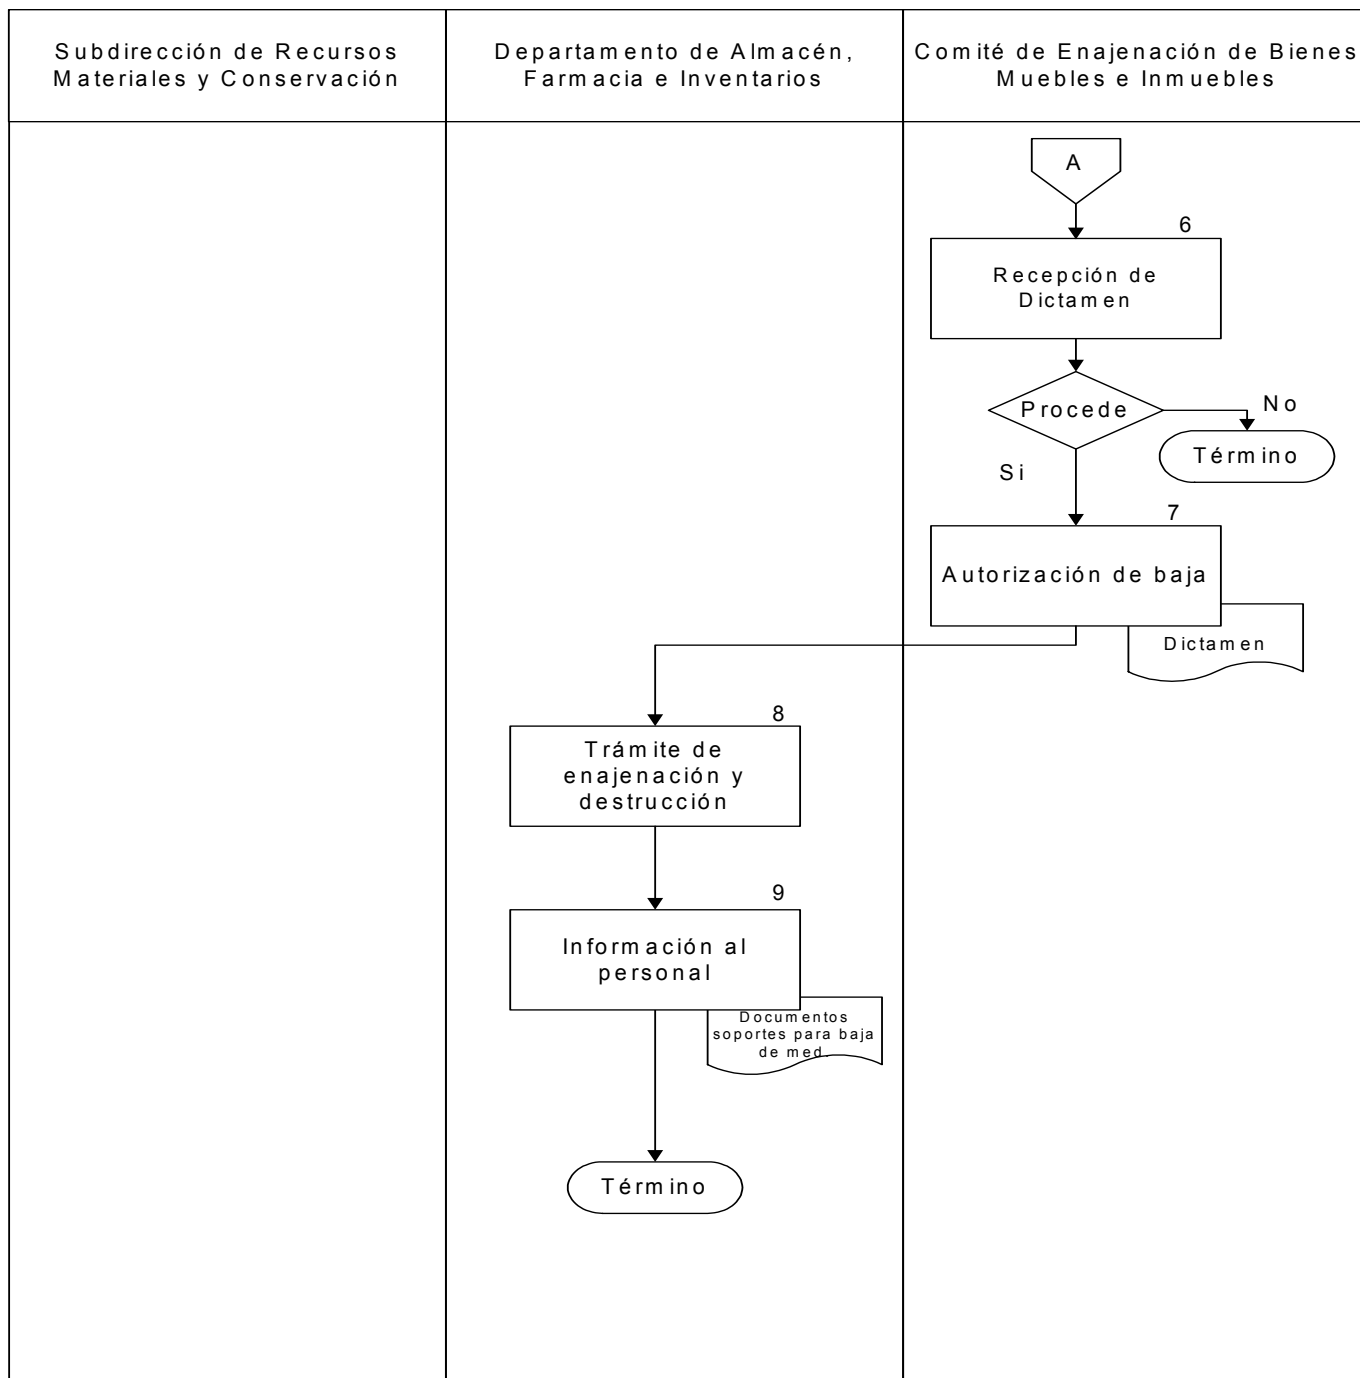 Subdirección de Recursos
Materiales y Conservación
Departamento de Almacén,
Farmacia e Inventarios
Comité de Enajenación de Bienes
Muebles e Inmuebles
A
6
Recepción de
Dictamen
Procede
No
Término
Si
7
Autorización de baja
Dictamen
8
Trámite de
enajenación y
destrucción
9
Información al
personal
Documentos
soportes para baja
de med.
Término